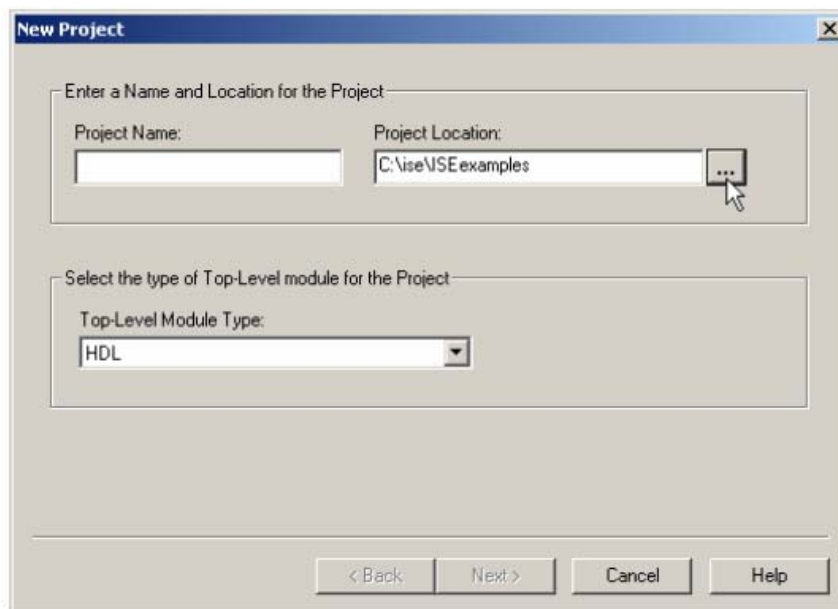 New Project
Enter a Name and Location for the Project
Project Name:
Project Location:
C:\ise\ISEexamples
...
Select the type of Top-Level module for the Project
Top-Level Module Type:
HDL
< Back
Next >
Cancel
Help